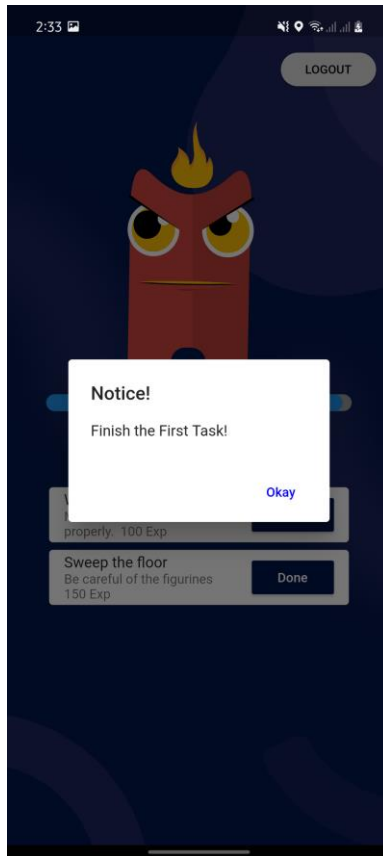 2:33
LOGOUT
Notice!
Finish the First Task!
Okay
properly. 100 Exp
Sweep the floor
Be careful of the figurines
150 Exp
Done